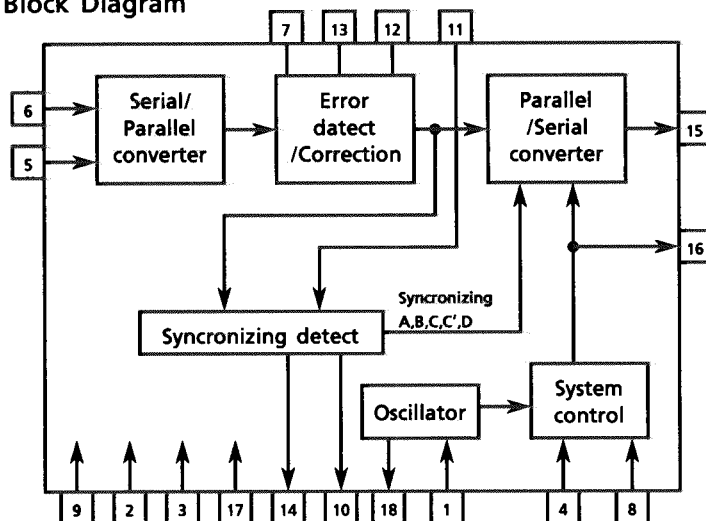 Block Diagram
7 13 12 11
6
5
Serial/
Parallel
converter
Error
datect
/Correction
Parallel
/Serial
converter
15
16
Syncronizing
A,B,C,C',D
Syncronizing detect
Oscillator
System
control
9 2 3 17 14 10 18 1 4 8